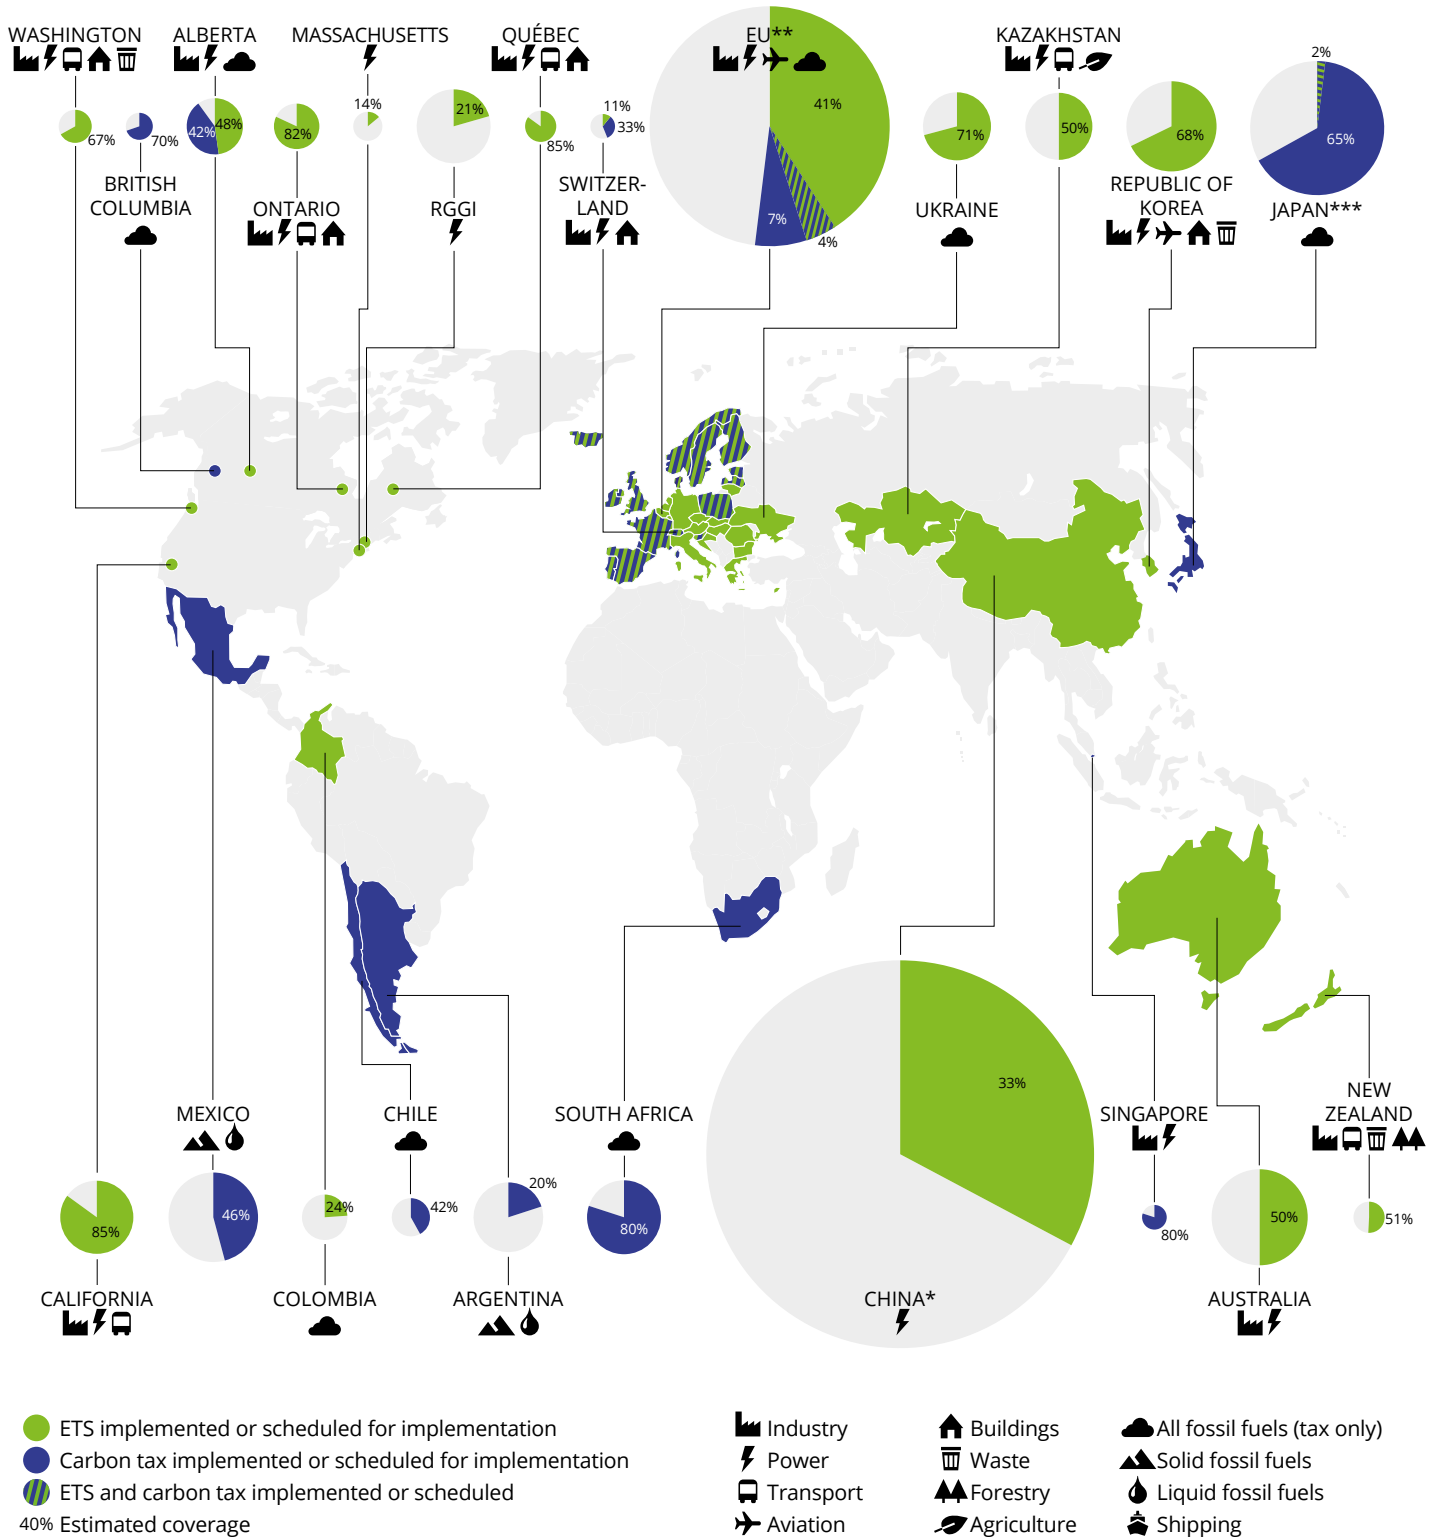 WASHINGTON
ALBERTA
MASSACHUSETTS
QUÉBEC
EU**
KAZAKHSTAN
67%
70%
42%
48%
82%
14%
21%
85%
11%
33%
41%
7%
4%
71%
50%
68%
2%
65%
BRITISH
COLUMBIA
ONTARIO
RGGI
SWITZER-
LAND
UKRAINE
REPUBLIC OF
KOREA
JAPAN***
MEXICO
CHILE
SOUTH AFRICA
SINGAPORE
NEW
ZEALAND
85%
46%
24%
42%
20%
80%
33%
80%
50%
51%
CALIFORNIA
COLOMBIA
ARGENTINA
CHINA*
AUSTRALIA
ETS implemented or scheduled for implementation
Carbon tax implemented or scheduled for implementation
ETS and carbon tax implemented or scheduled
40% Estimated coverage
Industry
Power
Transport
Aviation
Buildings
Waste
Forestry
Agriculture
All fossil fuels (tax only)
Solid fossil fuels
Liquid fossil fuels
Shipping